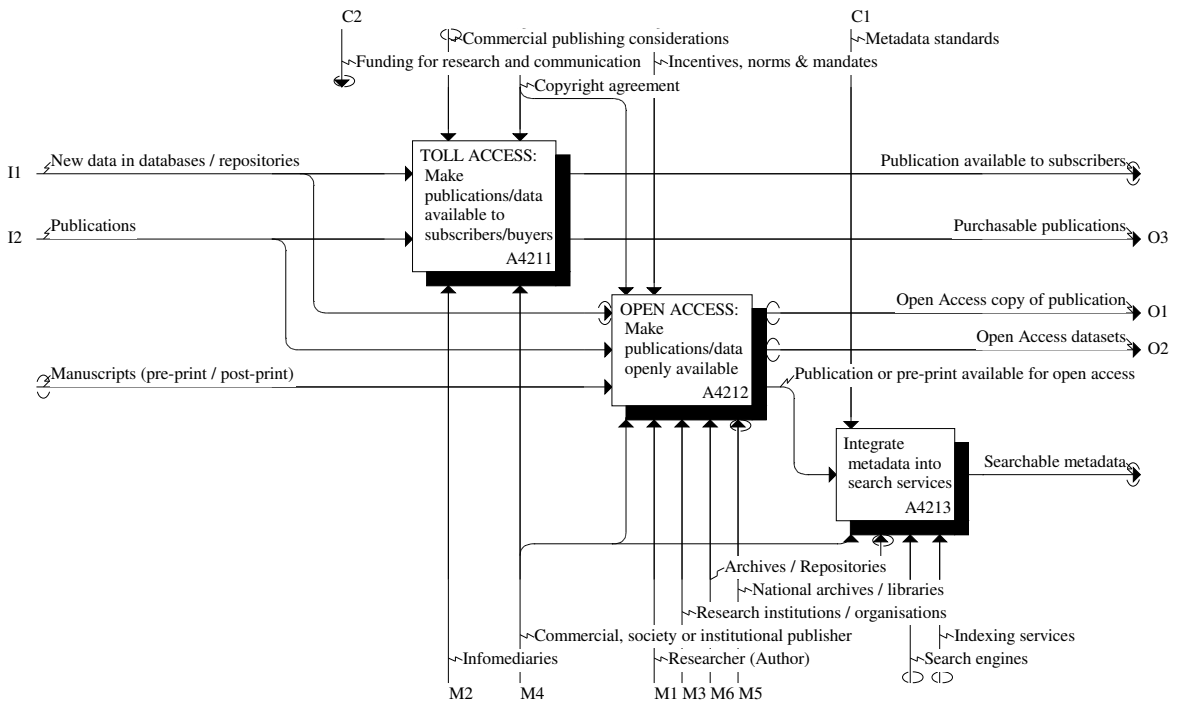 C2
C1
Commercial publishing considerations
Metadata standards
Funding for research and communication
Incentives, norms & mandates
Copyright agreement
TOLL ACCESS:
Make
publications/data
available to
subscribers/buyers
A4211
I1
New data in databases / repositories
Publication available to subscribers
I2
Publications
Purchasable publications
O3
OPEN ACCESS:
Make
publications/data
openly available
A4212
Open Access copy of publication
O1
Open Access datasets
O2
Manuscripts (pre-print / post-print)
Publication or pre-print available for open access
Integrate
metadata into
search services
A4213
Searchable metadata
Archives / Repositories
National archives / libraries
Research institutions / organisations
Commercial, society or institutional publisher
Indexing services
Infomediaries
Researcher (Author)
Search engines
M2
M4
M1
M3
M6
M5